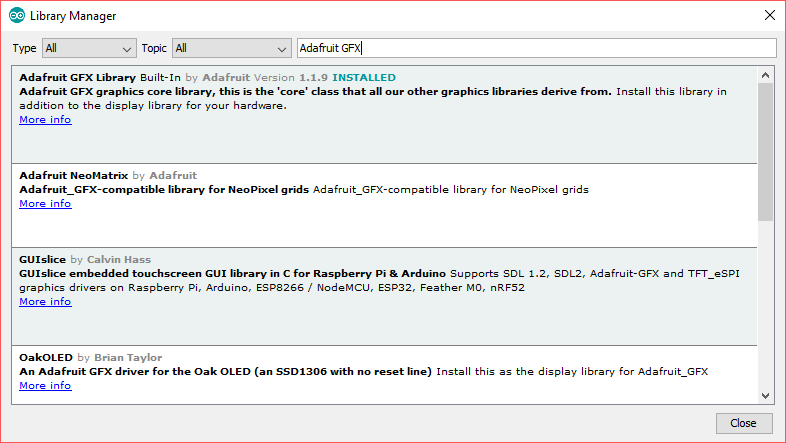 Library Manager
Type All Topic All Adafruit GFX
Adafruit GFX Library Built-In by Adafruit Version 1.1.9 INSTALLED
Adafruit GFX graphics core library, this is the 'core' class that all our other graphics libraries derive from. Install this library in
addition to the display library for your hardware.
More info
Adafruit NeoMatrix by Adafruit
Adafruit_GFX-compatible library for NeoPixel grids Adafruit_GFX-compatible library for NeoPixel grids
More info
GUIslice by Calvin Hass
GUIslice embedded touchscreen GUI library in C for Raspberry Pi & Arduino Supports SDL 1.2, SDL2, Adafruit-GFX and TFT_eSPI
graphics drivers on Raspberry Pi, Arduino, ESP8266 / NodeMCU, ESP32, Feather M0, nRF52
More info
OakOLED by Brian Taylor
An Adafruit GFX driver for the Oak OLED (an SSD1306 with no reset line) Install this as the display library for Adafruit_GFX
More info
Close